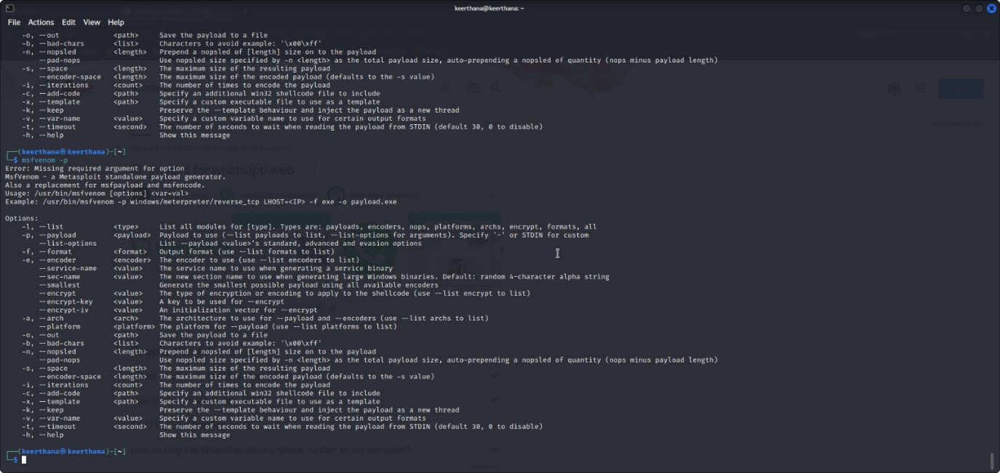 keerthana@keerthana: ~
File Actions Edit View Help
-o, --out <path> Save the payload to a file
-b, --bad-chars <list> Characters to avoid example: '\x00\xff'
-n, --nopsled <length> Prepend a nopsled of [length] size on to the payload
--pad-nops Use nopsled size specified by -n <length> as the total payload size, auto-prepending a nopsled of quantity (nops minus payload length)
-s, --space <length> The maximum size of the resulting payload
--encoder-space <length> The maximum size of the encoded payload (defaults to the -s value)
-i, --iterations <count> The number of times to encode the payload
-c, --add-code <path> Specify an additional win32 shellcode file to include
-x, --template <path> Specify a custom executable file to use as a template
-k, --keep Preserve the --template behaviour and inject the payload as a new thread
-v, --var-name <value> Specify a custom variable name to use for certain output formats
-t, --timeout <second> The number of seconds to wait when reading the payload from STDIN (default 30, 0 to disable)
-h, --help Show this message
┌──(keerthana㉿keerthana)-[~]
└─$ msfvenom -p
Error: Missing required argument for option
MsfVenom - a Metasploit standalone payload generator.
Also a replacement for msfpayload and msfencode.
Usage: /usr/bin/msfvenom [options] <var=val>
Example: /usr/bin/msfvenom -p windows/meterpreter/reverse_tcp LHOST=<IP> -f exe -o payload.exe
Options:
-l, --list <type> List all modules for [type]. Types are: payloads, encoders, nops, platforms, archs, encrypt, formats, all
-p, --payload <payload> Payload to use (--list payloads to list, --list-options for arguments). Specify '-' or STDIN for custom
--list-options List --payload <value>'s standard, advanced and evasion options
-f, --format <format> Output format (use --list formats to list)
-e, --encoder <encoder> The encoder to use (use --list encoders to list)
--service-name <value> The service name to use when generating a service binary
--sec-name <value> The new section name to use when generating large Windows binaries. Default: random 4-character alpha string
--smallest Generate the smallest possible payload using all available encoders
--encrypt <value> The type of encryption or encoding to apply to the shellcode (use --list encrypt to list)
--encrypt-key <value> A key to be used for --encrypt
--encrypt-iv <value> An initialization vector for --encrypt
-a, --arch <arch> The architecture to use for --payload and --encoders (use --list archs to list)
--platform <platform> The platform for --payload (use --list platforms to list)
-o, --out <path> Save the payload to a file
-b, --bad-chars <list> Characters to avoid example: '\x00\xff'
-n, --nopsled <length> Prepend a nopsled of [length] size on to the payload
--pad-nops Use nopsled size specified by -n <length> as the total payload size, auto-prepending a nopsled of quantity (nops minus payload length)
-s, --space <length> The maximum size of the resulting payload
--encoder-space <length> The maximum size of the encoded payload (defaults to the -s value)
-i, --iterations <count> The number of times to encode the payload
-c, --add-code <path> Specify an additional win32 shellcode file to include
-x, --template <path> Specify a custom executable file to use as a template
-k, --keep Preserve the --template behaviour and inject the payload as a new thread
-v, --var-name <value> Specify a custom variable name to use for certain output formats
-t, --timeout <second> The number of seconds to wait when reading the payload from STDIN (default 30, 0 to disable)
-h, --help Show this message
┌──(keerthana㉿keerthana)-[~]
└─$
for whatsapp web
How do I log into WhatsApp with my phone number on my computer?